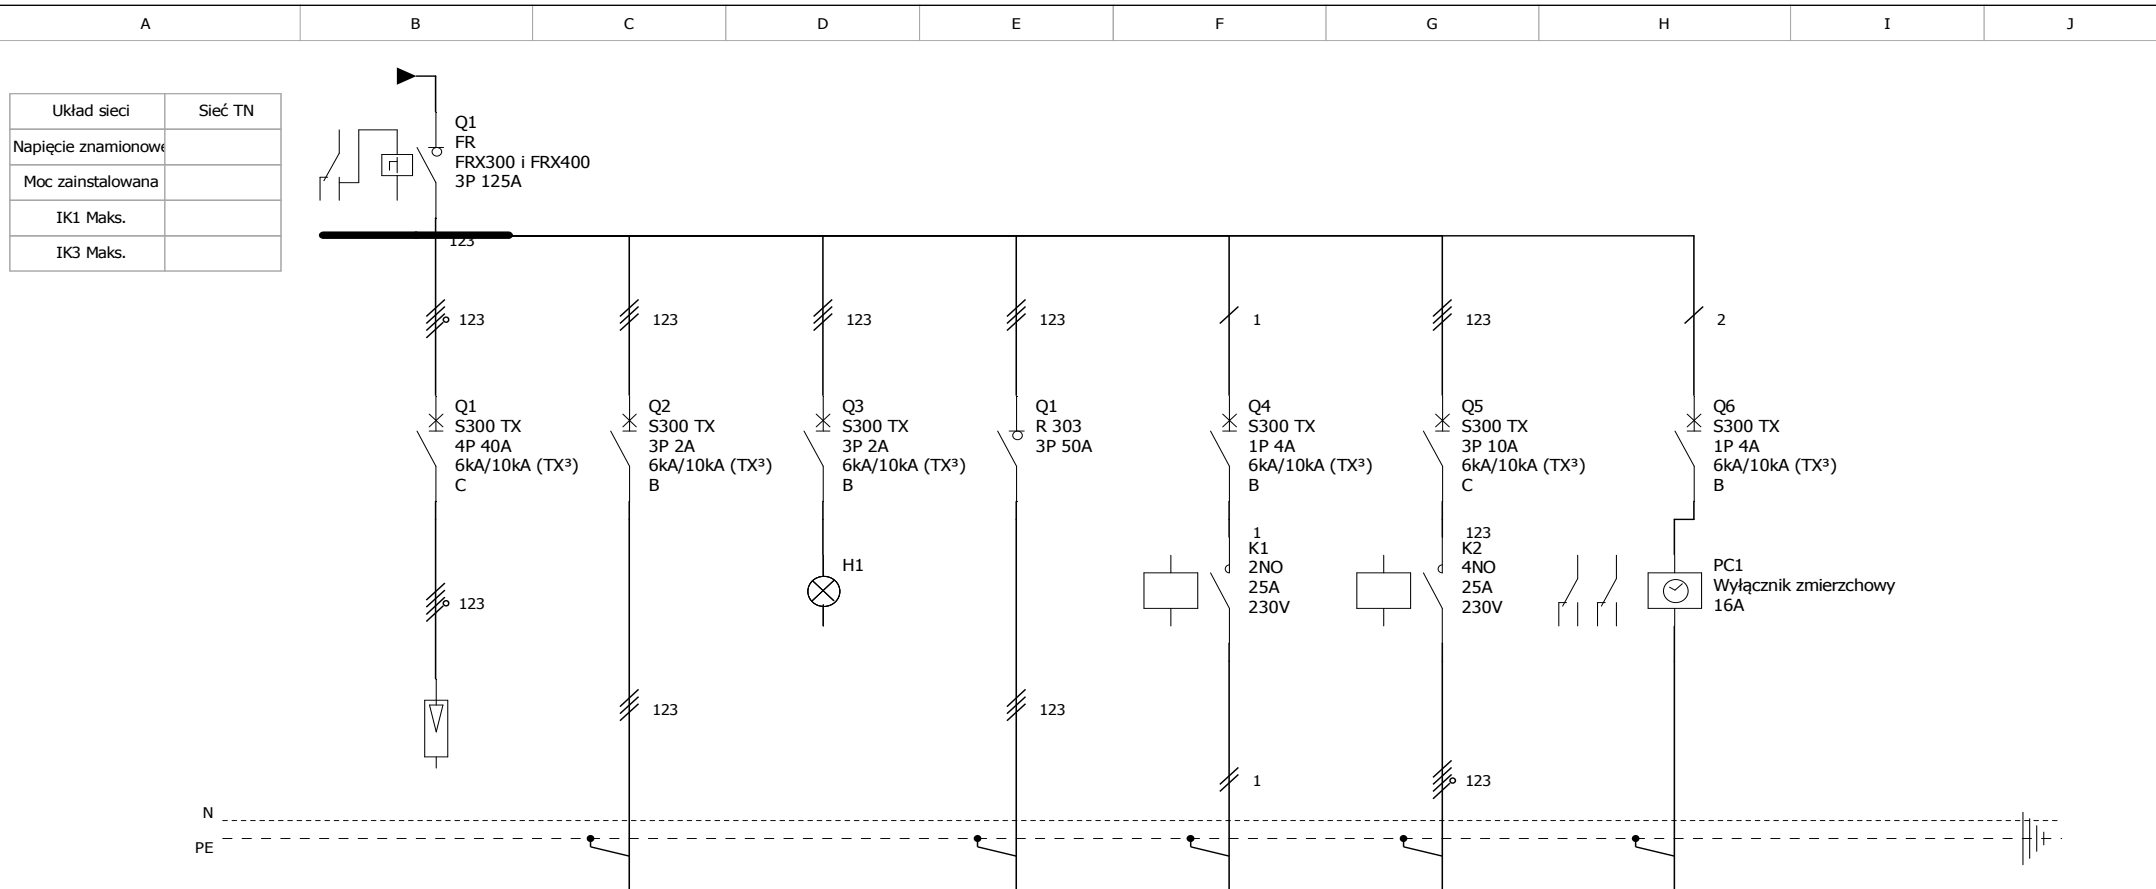 A B C D E F G H I J
Układ sieci Sieć TN
Napięcie znamionowe
Moc zainstalowana
IK1 Maks.
IK3 Maks.
Q1
FR
FRX300 i FRX400
3P 125A
123
123
123
123
123
1
123
2
Q1
S300 TX
4P 40A
6kA/10kA (TX³)
C
Q2
S300 TX
3P 2A
6kA/10kA (TX³)
B
Q3
S300 TX
3P 2A
6kA/10kA (TX³)
B
Q1
R 303
3P 50A
Q4
S300 TX
1P 4A
6kA/10kA (TX³)
B
Q5
S300 TX
3P 10A
6kA/10kA (TX³)
C
Q6
S300 TX
1P 4A
6kA/10kA (TX³)
B
123
H1
1
K1
2NO
25A
230V
123
K2
4NO
25A
230V
PC1
Wyłącznik zmierzchowy
16A
123
123
1
123
N
PE